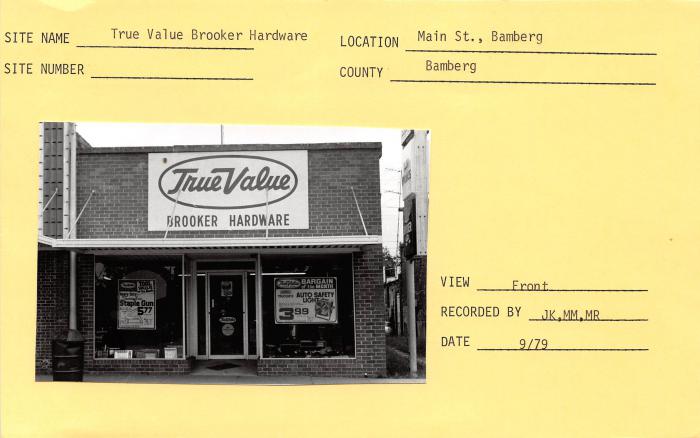 SITE NAME True Value Brooker Hardware
LOCATION Main St., Bamberg
SITE NUMBER
COUNTY Bamberg
True Value
BROOKER HARDWARE
Staple Gun
577
BARGAIN
of the MONTH
AUTO SAFETY
LIGHT
3 99
VIEW Front
RECORDED BY JK,MM,MR
DATE 9/79